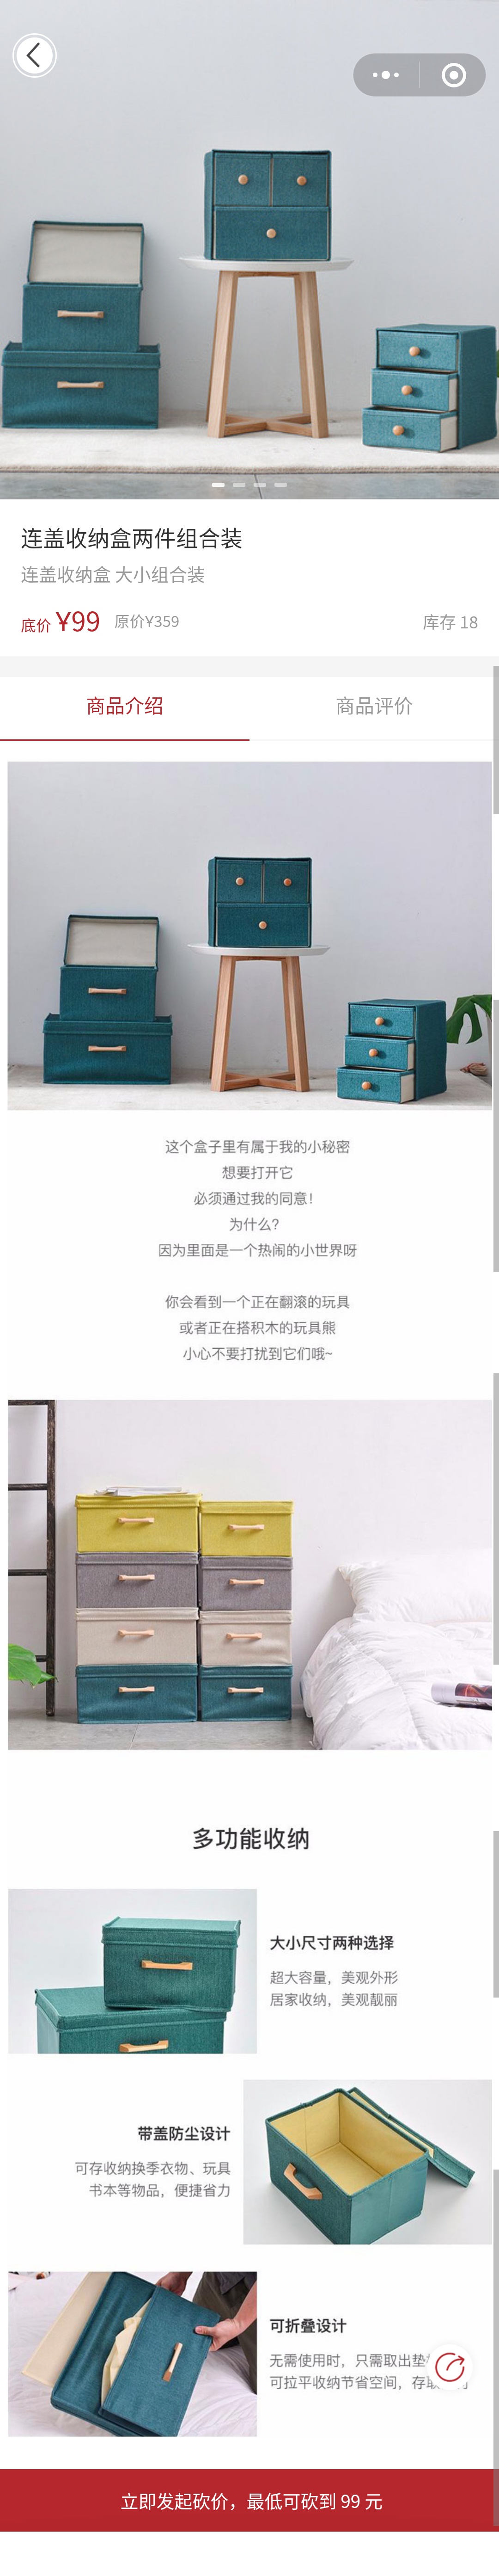 连盖收纳盒两件组合装
连盖收纳盒 大小组合装
底价 ¥99 原价¥359 库存 18
商品介绍 商品评价
这个盒子里有属于我的小秘密
想要打开它
必须通过我的同意！
为什么？
因为里面是一个热闹的小世界呀
你会看到一个正在翻滚的玩具
或者正在搭积木的玩具熊
小心不要打扰到它们哦~
多功能收纳
大小尺寸两种选择
超大容量，美观外形
居家收纳，美观靓丽
带盖防尘设计
可存收纳换季衣物、玩具
书本等物品，便捷省力
可折叠设计
无需使用时，只需取出垫
可拉平收纳节省空间，存
立即发起砍价，最低可砍到 99 元